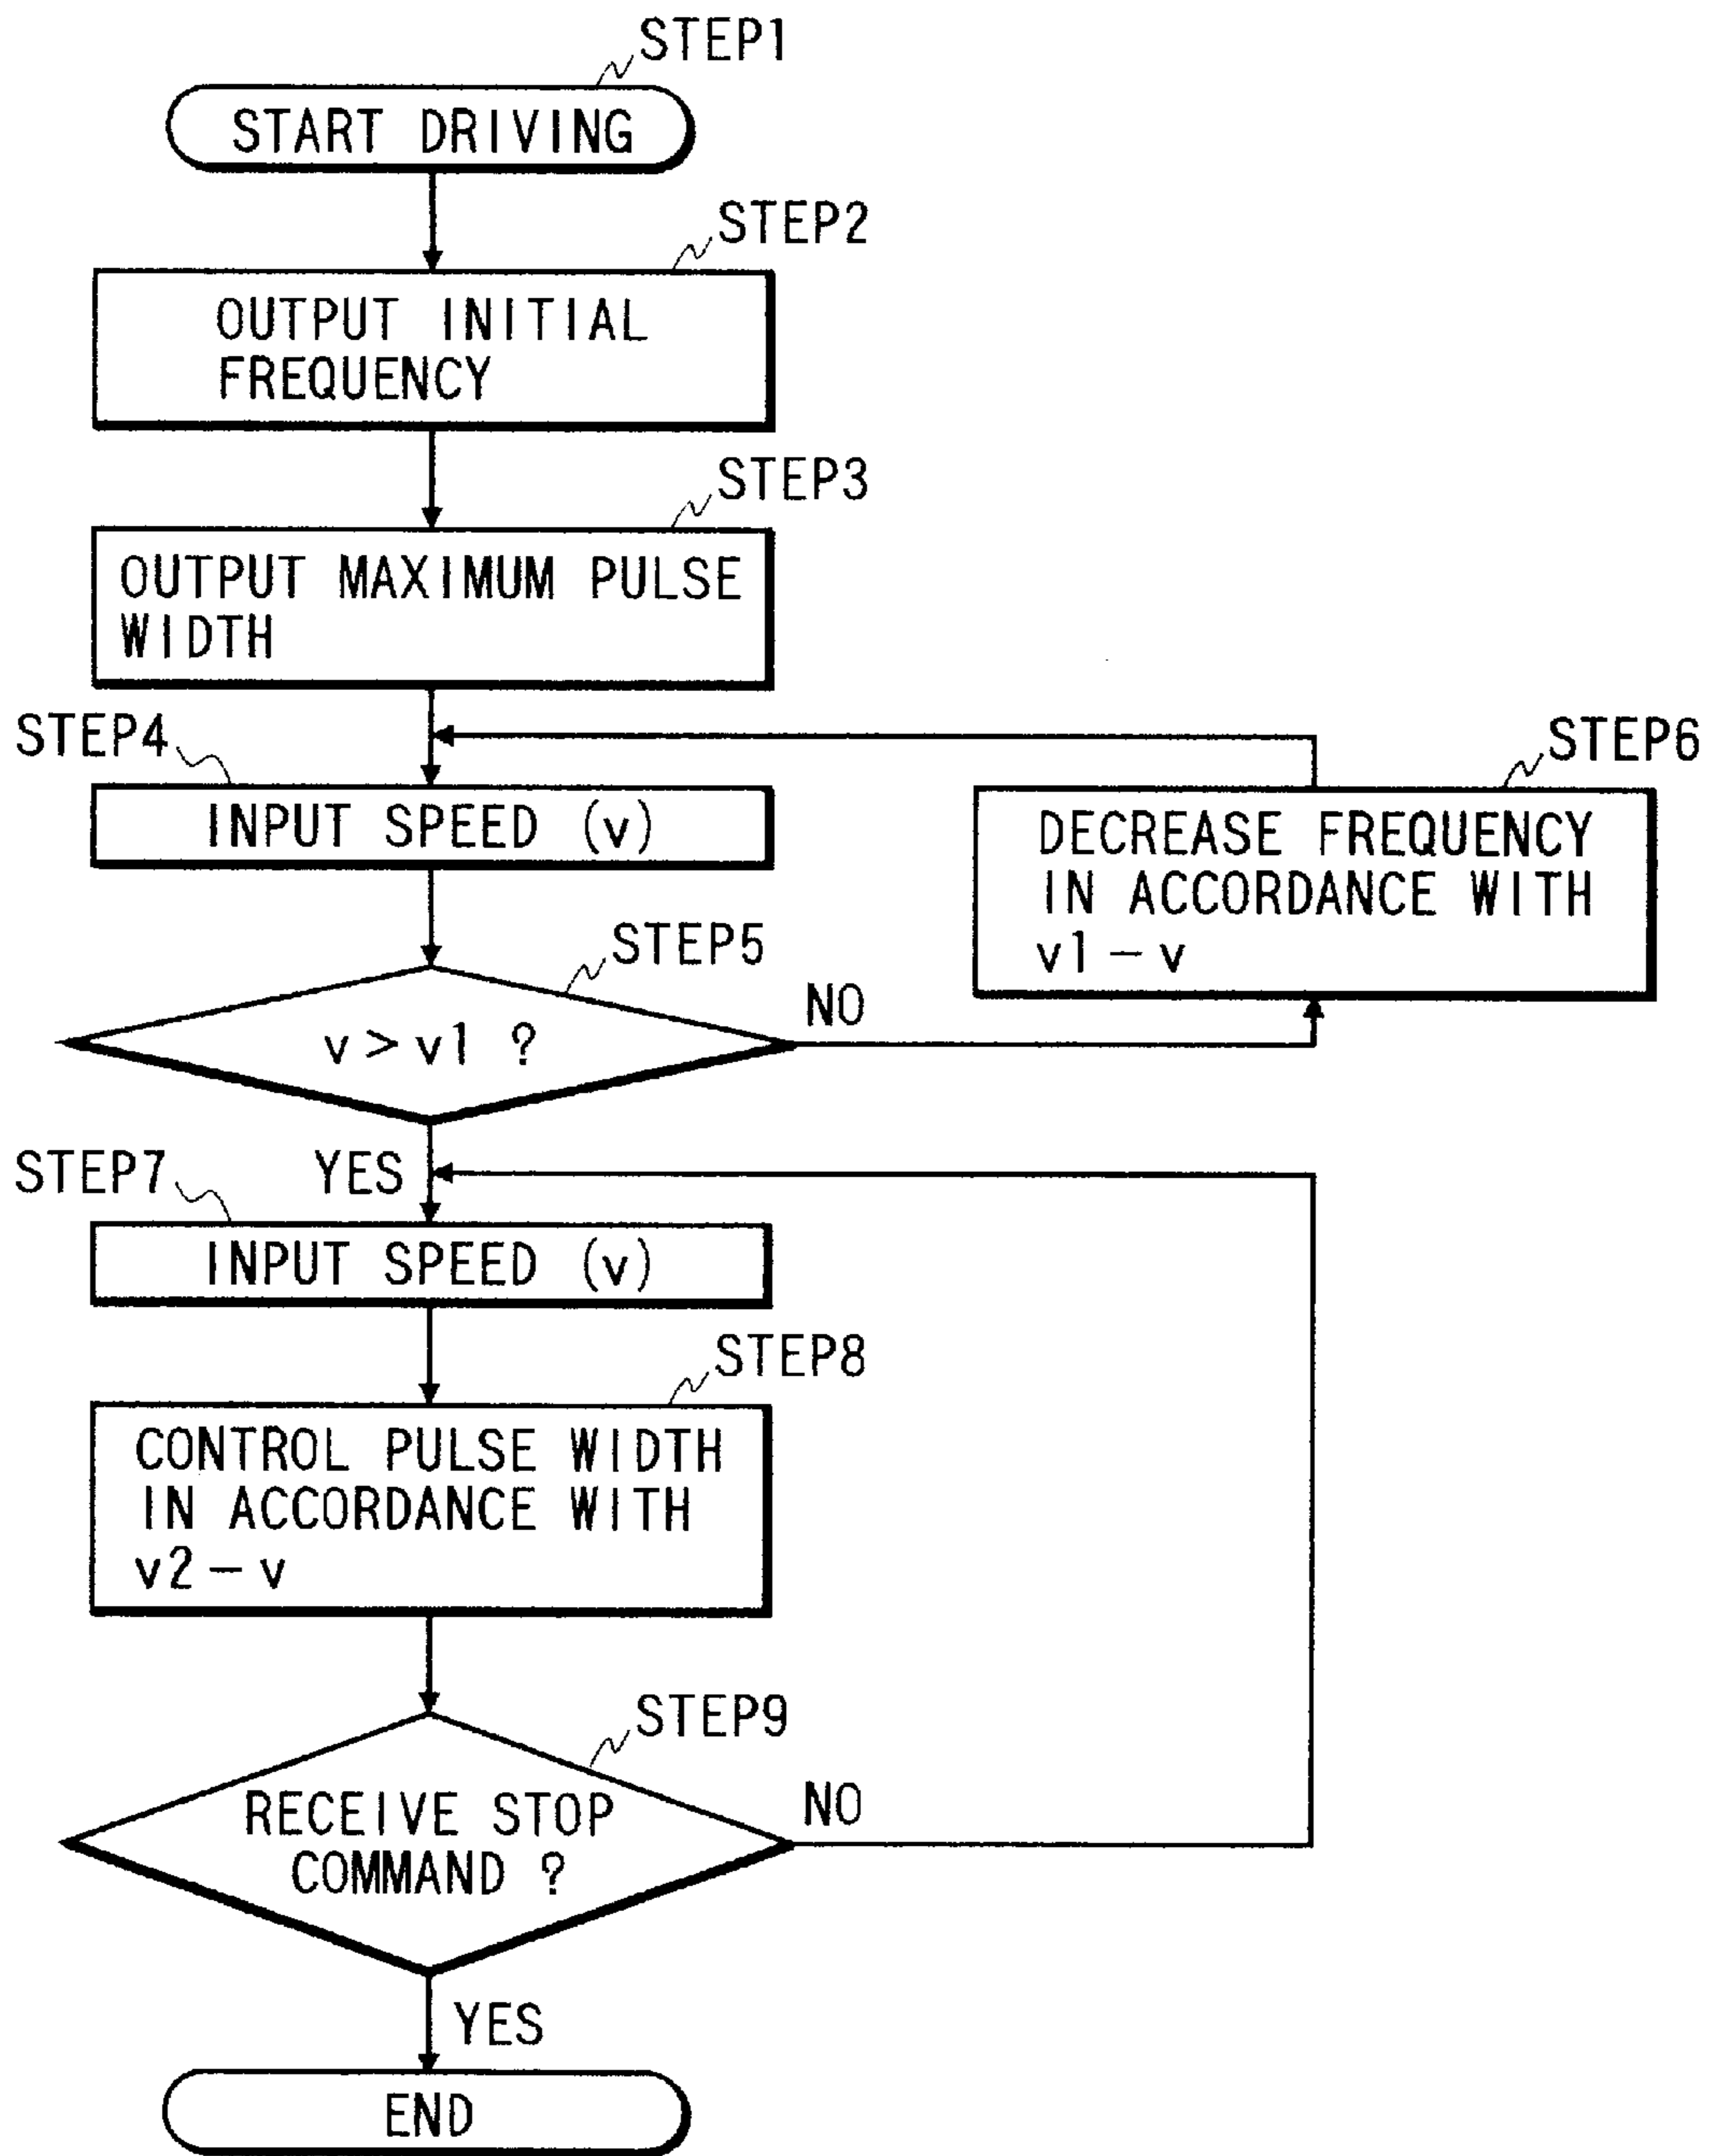 STEP1
START DRIVING
STEP2
OUTPUT INITIAL
FREQUENCY
STEP3
OUTPUT MAXIMUM PULSE
WIDTH
STEP4
INPUT SPEED (v)
STEP6
DECREASE FREQUENCY
IN ACCORDANCE WITH
v1 − v
STEP5
v > v1 ?
NO
YES
STEP7
INPUT SPEED (v)
STEP8
CONTROL PULSE WIDTH
IN ACCORDANCE WITH
v2 − v
STEP9
RECEIVE STOP
COMMAND ?
NO
YES
END